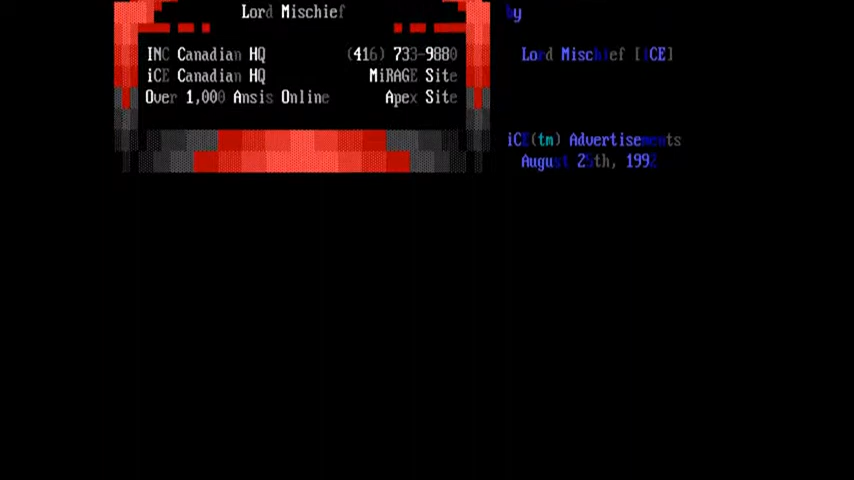 Lord Mischief
INC Canadian HQ (416) 733-9880
iCE Canadian HQ MiRAGE Site
Over 1,000 Ansis Online Apex Site
by
Lord Mischief [iCE]
iCE(tm) Advertisements
August 25th, 1992